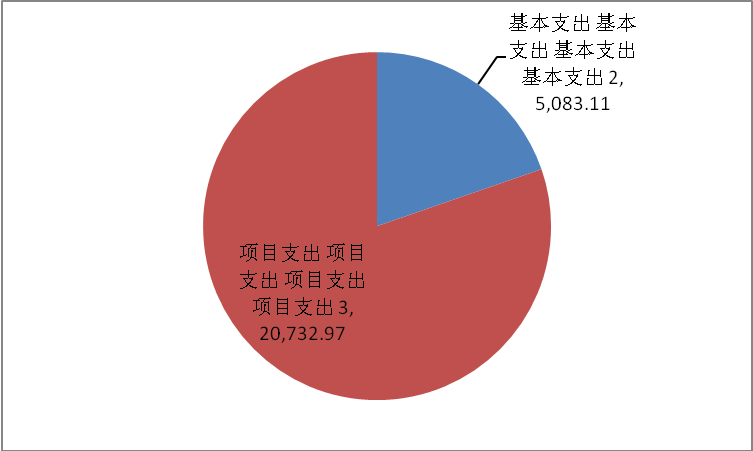 基本支出 基本
支出 基本支出
基本支出 2,
5,083.11
项目支出 项目
支出 项目支出
项目支出 3,
20,732.97